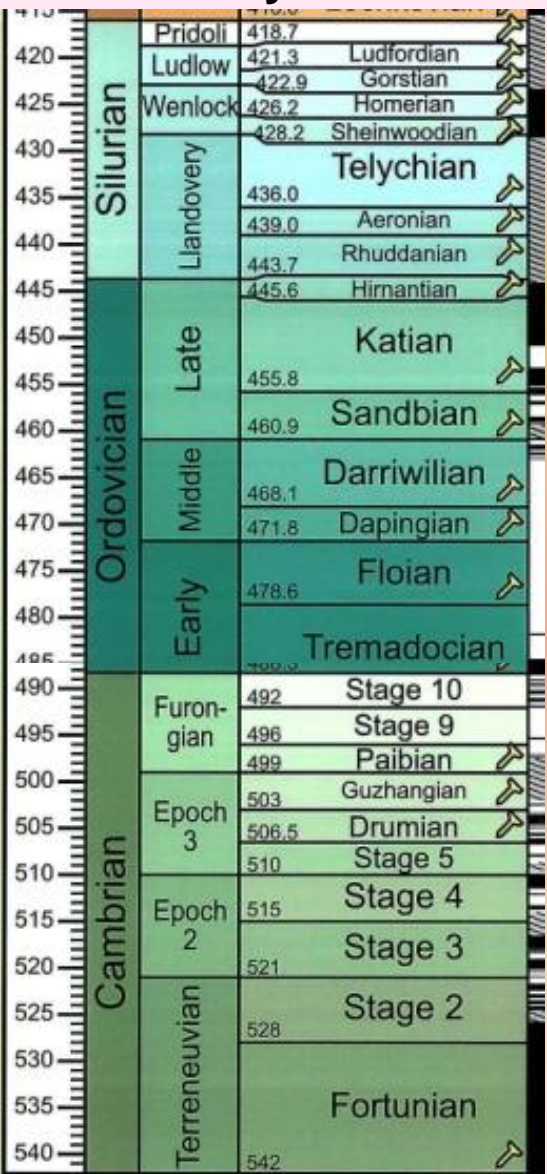 415
420
425
430
435
440
445
450
455
460
465
470
475
480
485
490
495
500
505
510
515
520
525
530
535
540
Silurian
Ordovician
Cambrian
Pridoli
Ludlow
Wenlock
Llandovery
Late
Middle
Early
Furon-
gian
Epoch
3
Epoch
2
Terreneuvian
418.7
421.3 Ludfordian
422.9 Gorstian
426.2 Homerian
428.2 Sheinwoodian
Telychian
436.0
439.0 Aeronian
Rhuddanian
443.7
445.6 Hirnantian
Katian
455.8
Sandbian
460.9
Darriwilian
468.1
471.8 Dapingian
Floian
478.6
Tremadocian
Stage 10
492
Stage 9
496
499 Paibian
Guzhangian
503
506.5 Drumian
510 Stage 5
Stage 4
515
Stage 3
521
Stage 2
528
Fortunian
542